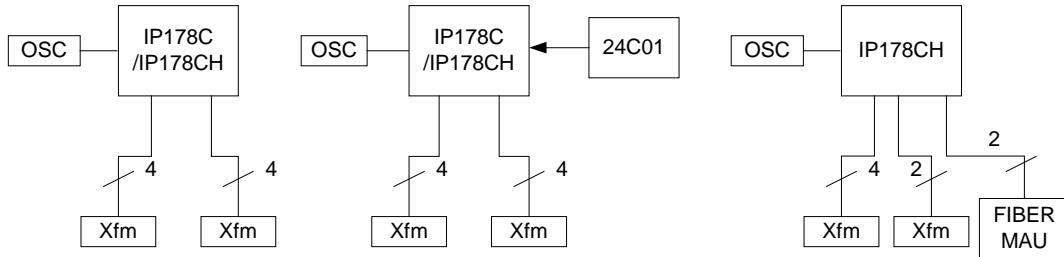 OSC
IP178C
/IP178CH
4
4
Xfm
Xfm
OSC
IP178C
/IP178CH
24C01
4
4
Xfm
Xfm
OSC
IP178CH
4
2
2
Xfm
Xfm
FIBER
MAU